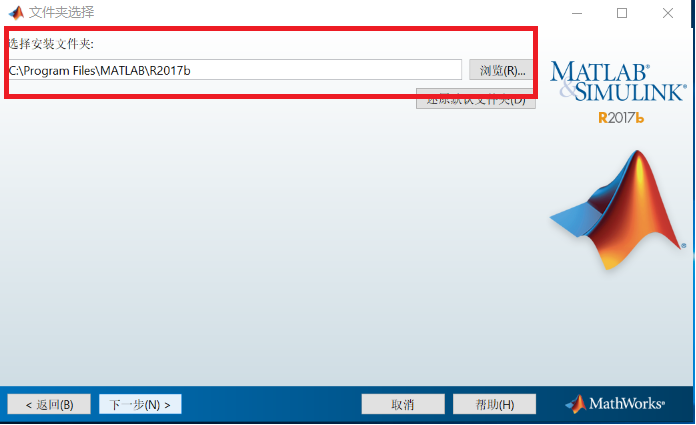 文件夹选择
选择安装文件夹:
C:\Program Files\MATLAB\R2017b
浏览(R)...
还原默认文件夹(D)
MATLAB®
&SIMULINK®
R2017b
®
< 返回(B)
下一步(N) >
取消
帮助(H)
MathWorks®